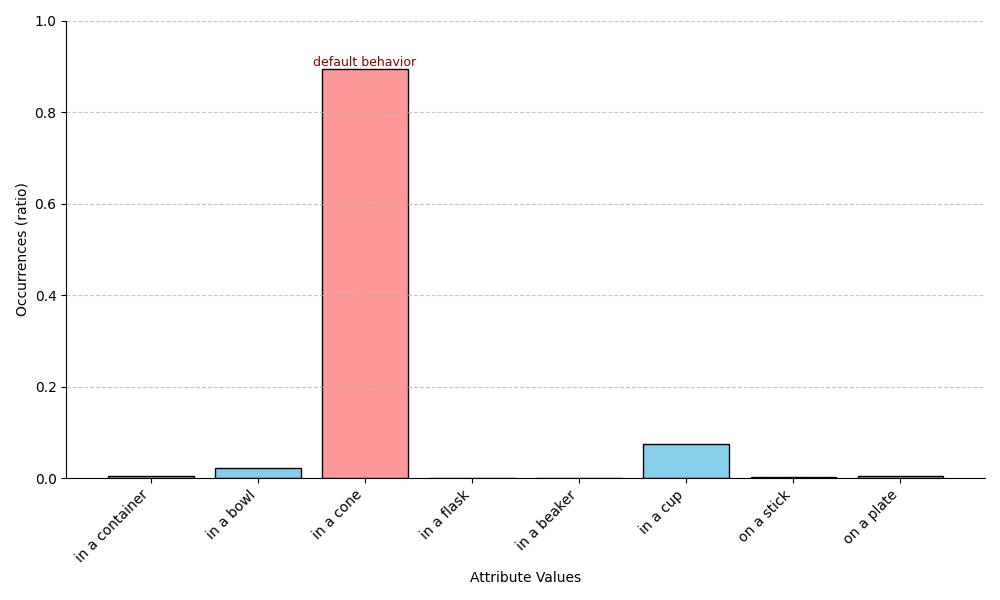 1.0
default behavior
0.8
0.6
0.4
0.2
0.0
Occurrences (ratio)
in a container
in a bowl
in a cone
in a flask
in a beaker
in a cup
on a stick
on a plate
Attribute Values